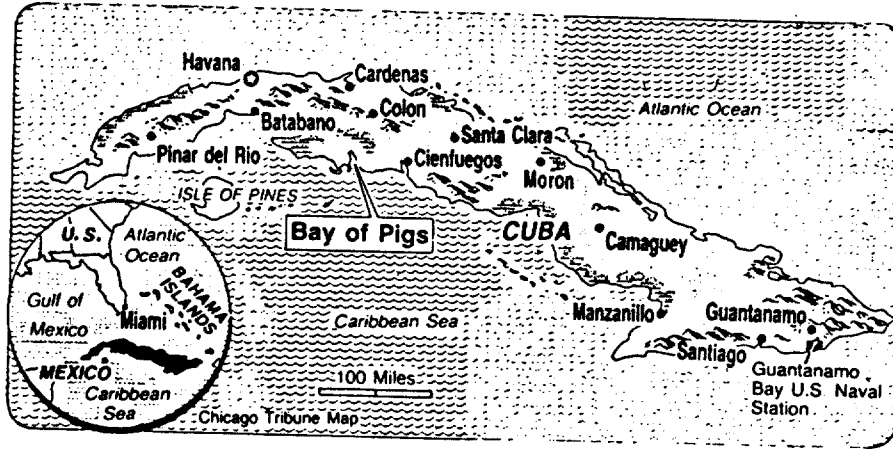 Havana
Cardenas
Colon
Batabano
Atlantic Ocean
Santa Clara
Pinar del Rio
Cienfuegos
Moron
ISLE OF PINES
Bay of Pigs
CUBA
Camaguey
U.S.
Atlantic
Ocean
BAHAMA
ISLANDS
Gulf of
Mexico
Miami
MEXICO
Caribbean
Sea
Caribbean Sea
Manzanillo
Guantanamo
Santiago
Guantanamo
Bay U.S. Naval
Station
100 Miles
Chicago Tribune Map